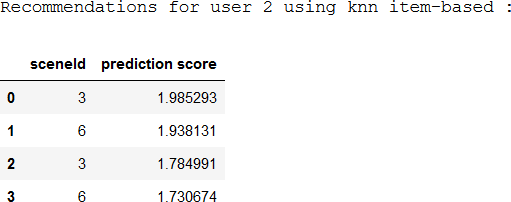 Recommendations for user 2 using knn item-based :
sceneId prediction score
0 3 1.985293
1 6 1.938131
2 3 1.784991
3 6 1.730674